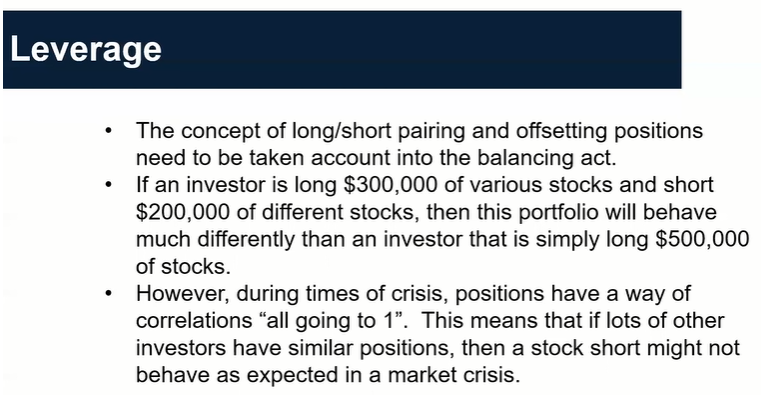 Leverage
• The concept of long/short pairing and offsetting positions
need to be taken account into the balancing act.
• If an investor is long $300,000 of various stocks and short
$200,000 of different stocks, then this portfolio will behave
much differently than an investor that is simply long $500,000
of stocks.
• However, during times of crisis, positions have a way of
correlations “all going to 1”.  This means that if lots of other
investors have similar positions, then a stock short might not
behave as expected in a market crisis.